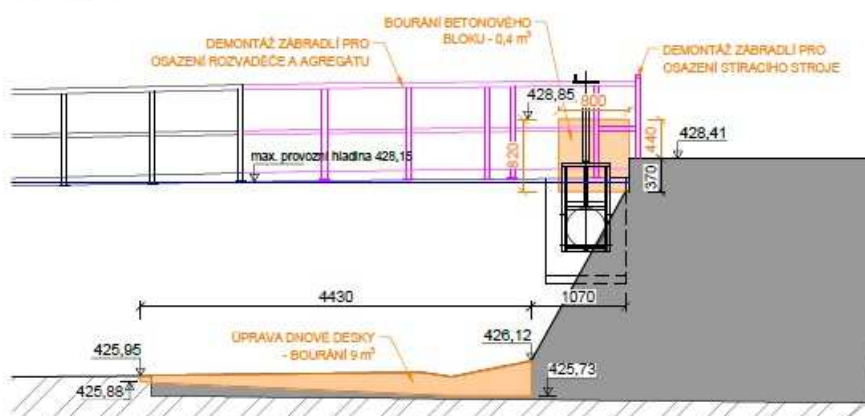 BOURÁNÍ BETONOVÉHO
BLOKU - 0,4 m³
DEMONTÁŽ ZÁBRADLÍ PRO
OSAZENÍ ROZVADĚČE A AGREGÁTU
DEMONTÁŽ ZÁBRADLÍ PRO
OSAZENÍ STÍRACÍHO STROJE
428,85
800
820
440
428,41
370
max. provozní hladina 428,15
4430
1070
ÚPRAVA DNOVÉ DESKY
- BOURÁNÍ 9 m³
426,12
425,95
425,88
425,73